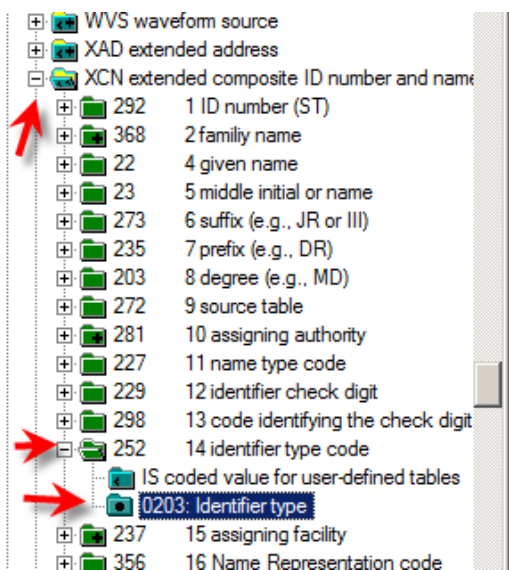 WVS waveform source
XAD extended address
XCN extended composite ID number and name
292 1 ID number (ST)
368 2 familiy name
22 4 given name
23 5 middle initial or name
273 6 suffix (e.g., JR or III)
235 7 prefix (e.g., DR)
203 8 degree (e.g., MD)
272 9 source table
281 10 assigning authority
227 11 name type code
229 12 identifier check digit
298 13 code identifying the check digit
252 14 identifier type code
IS coded value for user-defined tables
0203: Identifier type
237 15 assigning facility
356 16 Name Representation code